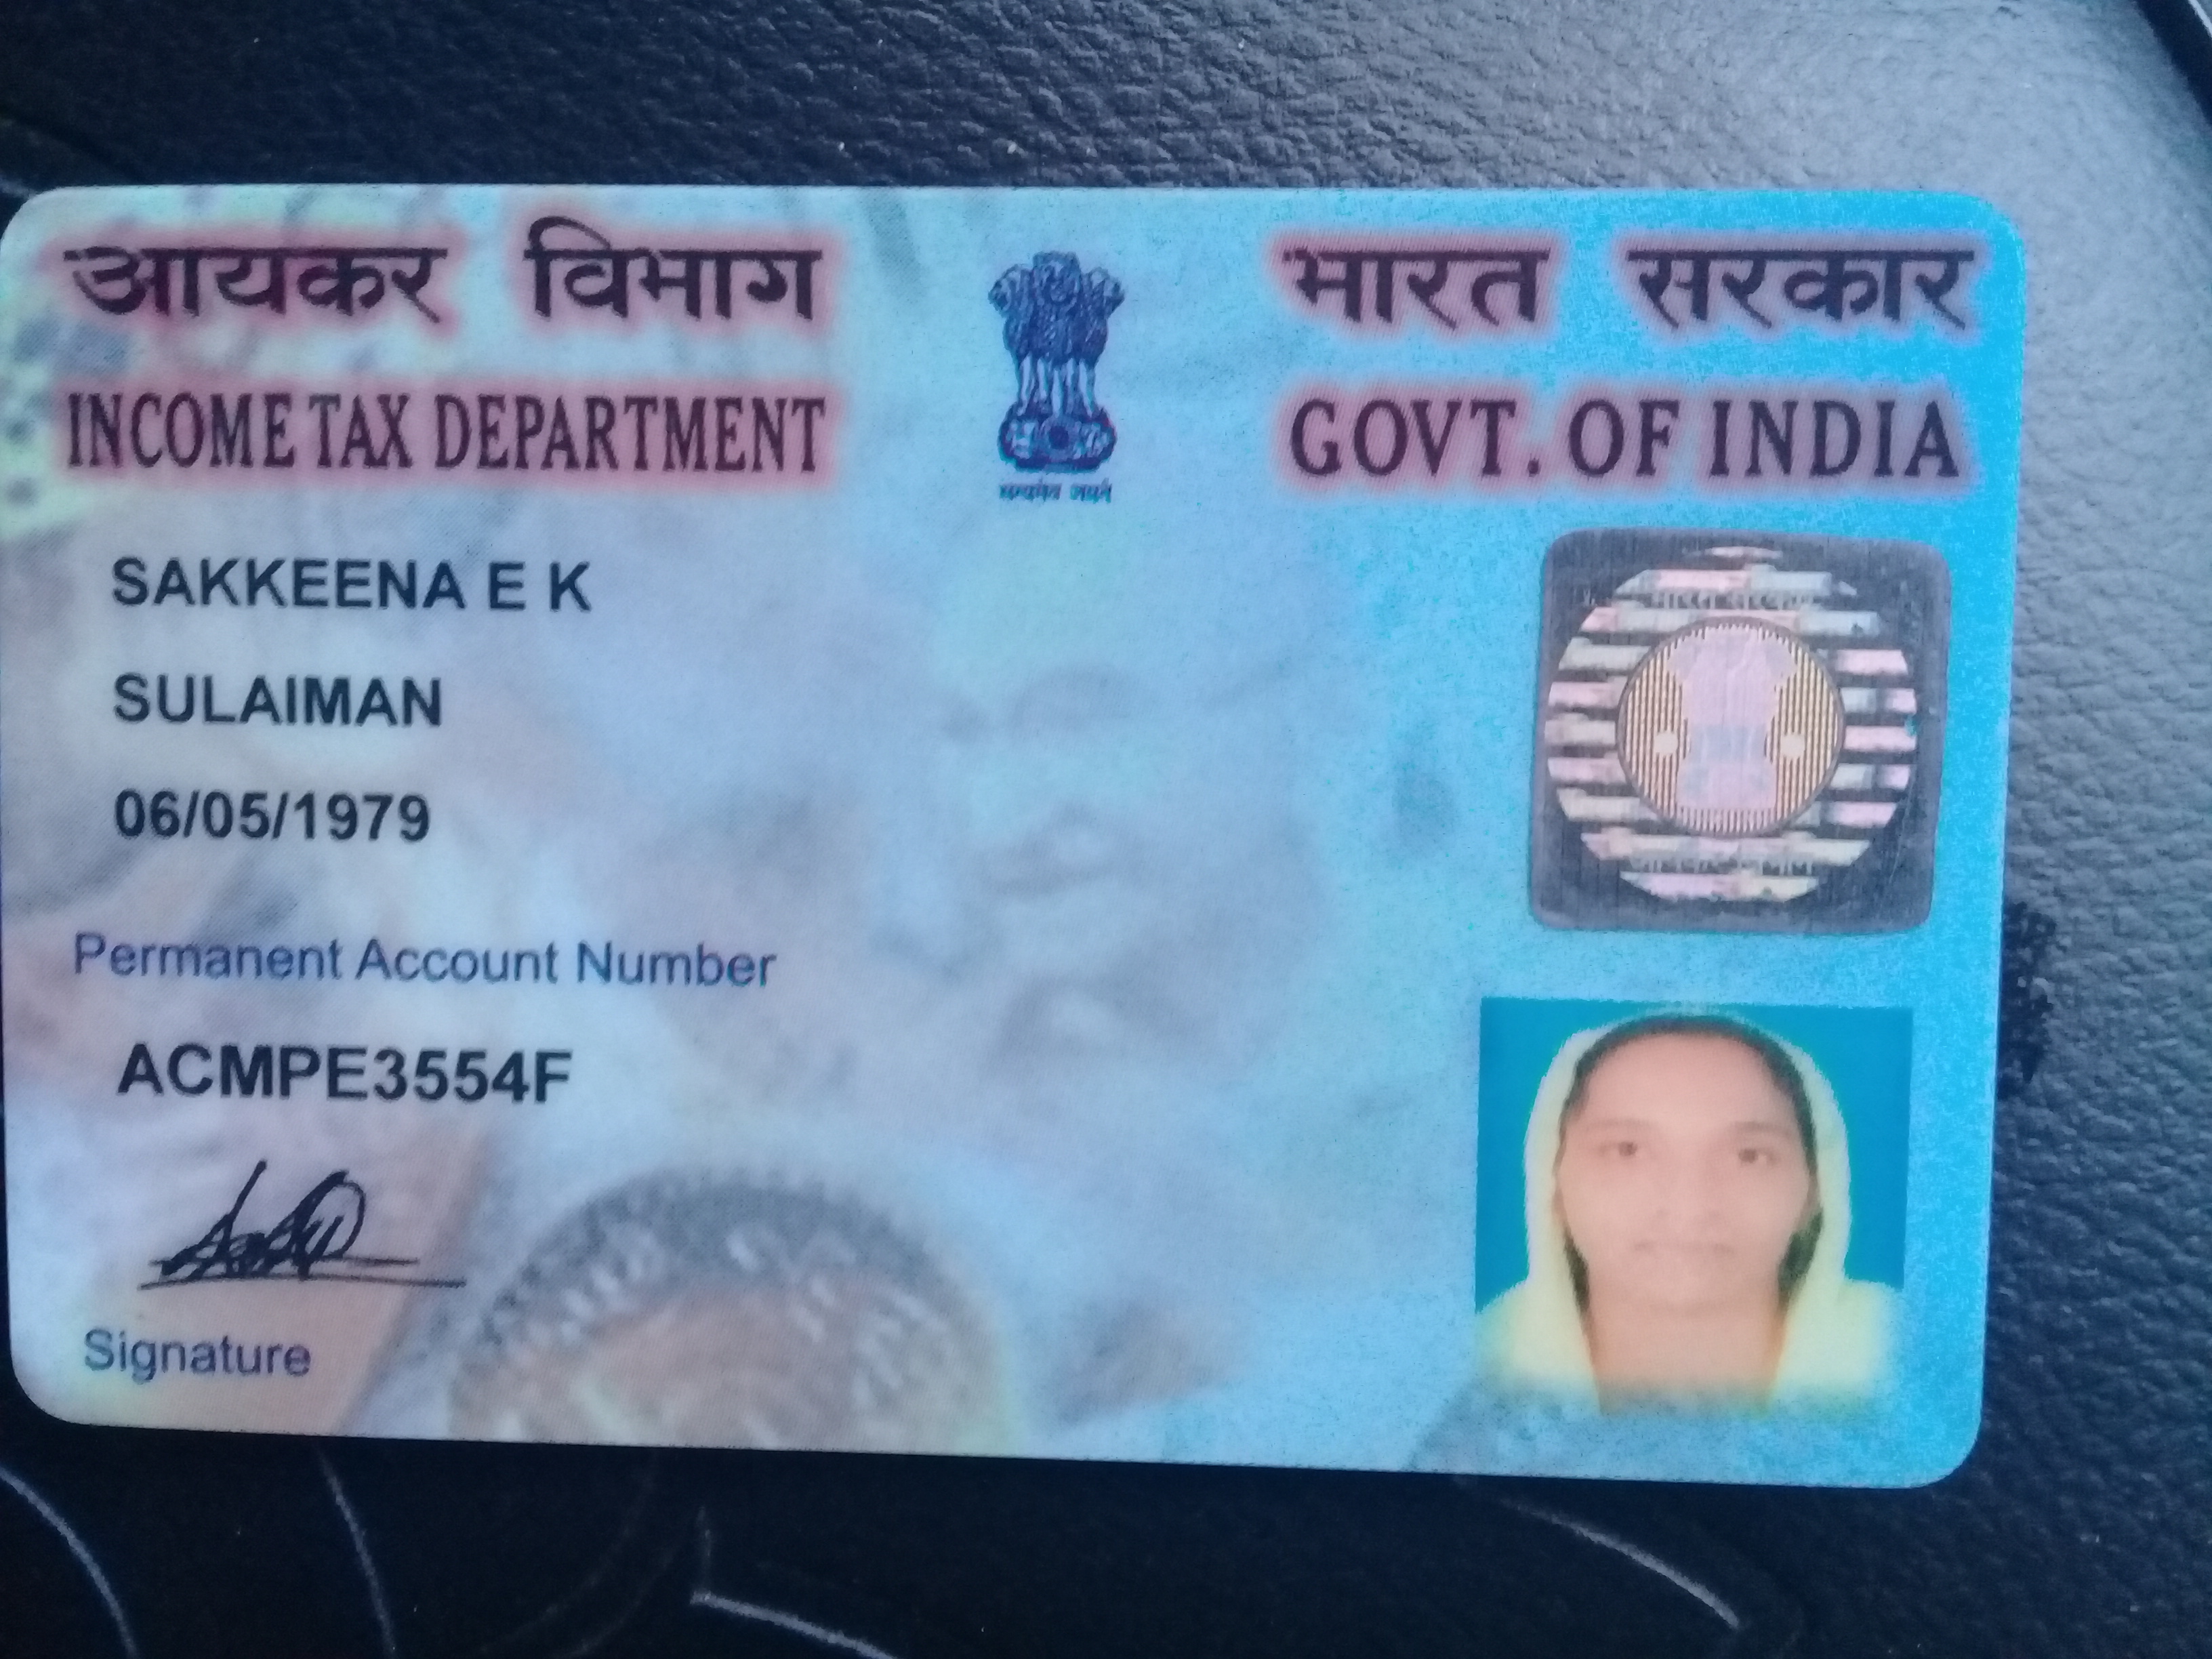 आयकर विभाग
INCOME TAX DEPARTMENT
भारत सरकार
GOVT. OF INDIA
सत्यमेव जयते
SAKKEENA E K
SULAIMAN
06/05/1979
Permanent Account Number
ACMPE3554F
Signature